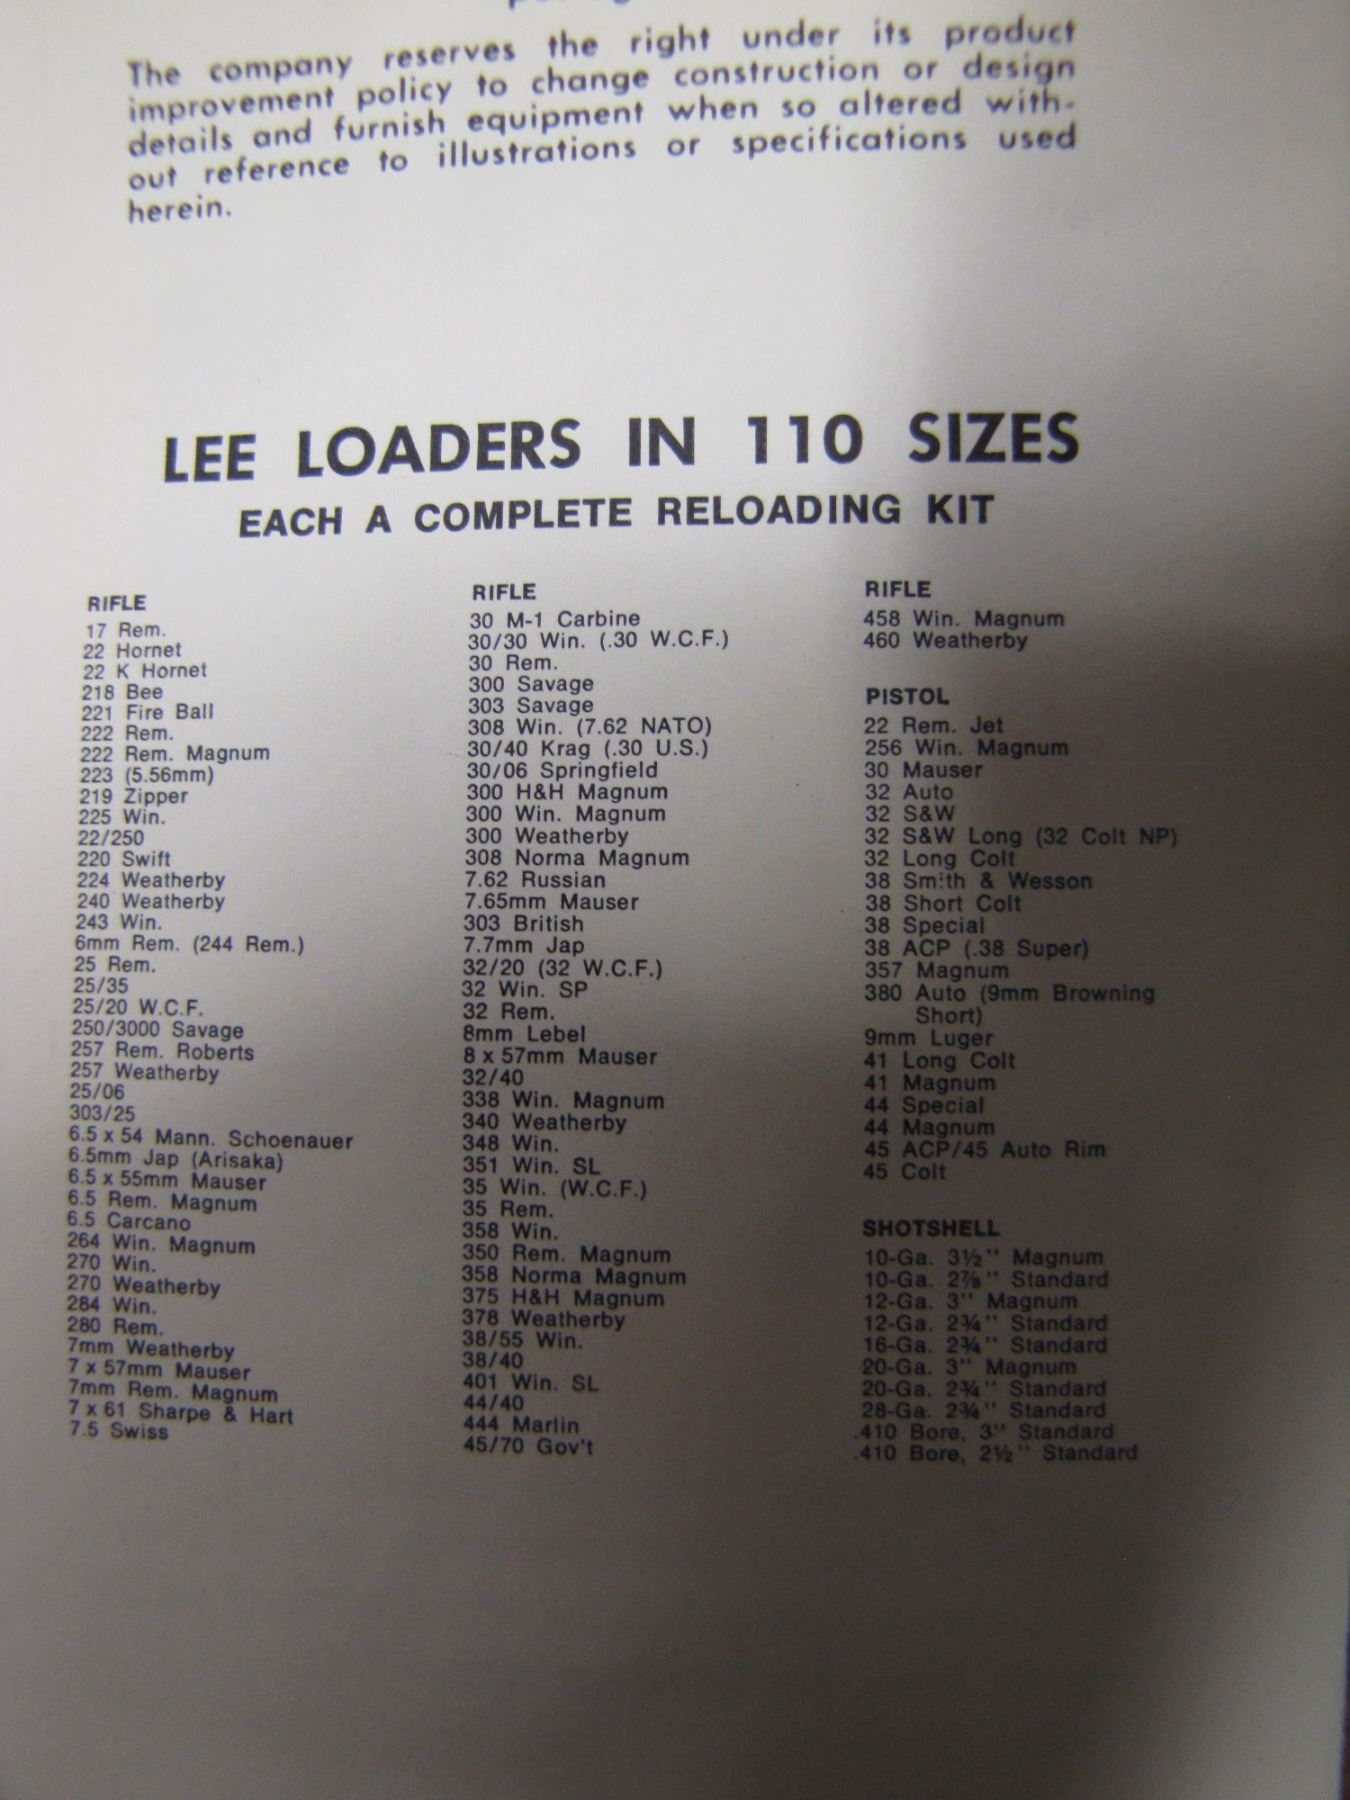 The company reserves the right under its product
improvement policy to change construction or design
details and furnish equipment when so altered with-
out reference to illustrations or specifications used
herein.
LEE LOADERS IN 110 SIZES
EACH A COMPLETE RELOADING KIT
RIFLE
17 Rem.
22 Hornet
22 K Hornet
218 Bee
221 Fire Ball
222 Rem.
222 Rem. Magnum
223 (5.56mm)
219 Zipper
225 Win.
22/250
220 Swift
224 Weatherby
240 Weatherby
243 Win.
6mm Rem. (244 Rem.)
25 Rem.
25/35
25/20 W.C.F.
250/3000 Savage
257 Rem. Roberts
257 Weatherby
25/06
303/25
6.5 x 54 Mann. Schoenauer
6.5mm Jap (Arisaka)
6.5 x 55mm Mauser
6.5 Rem. Magnum
6.5 Carcano
264 Win. Magnum
270 Win.
270 Weatherby
284 Win.
280 Rem.
7mm Weatherby
7 x 57mm Mauser
7mm Rem. Magnum
7 x 61 Sharpe & Hart
7.5 Swiss
RIFLE
30 M-1 Carbine
30/30 Win. (.30 W.C.F.)
30 Rem.
300 Savage
303 Savage
308 Win. (7.62 NATO)
30/40 Krag (.30 U.S.)
30/06 Springfield
300 H&H Magnum
300 Win. Magnum
300 Weatherby
308 Norma Magnum
7.62 Russian
7.65mm Mauser
303 British
7.7mm Jap
32/20 (32 W.C.F.)
32 Win. SP
32 Rem.
8mm Lebel
8 x 57mm Mauser
32/40
338 Win. Magnum
340 Weatherby
348 Win.
351 Win. SL
35 Win. (W.C.F.)
35 Rem.
358 Win.
350 Rem. Magnum
358 Norma Magnum
375 H&H Magnum
378 Weatherby
38/55 Win.
38/40
401 Win. SL
44/40
444 Marlin
45/70 Gov't
RIFLE
458 Win. Magnum
460 Weatherby
PISTOL
22 Rem. Jet
256 Win. Magnum
30 Mauser
32 Auto
32 S&W
32 S&W Long (32 Colt NP)
32 Long Colt
38 Smith & Wesson
38 Short Colt
38 Special
38 ACP (.38 Super)
357 Magnum
380 Auto (9mm Browning
Short)
9mm Luger
41 Long Colt
41 Magnum
44 Special
44 Magnum
45 ACP/45 Auto Rim
45 Colt
SHOTSHELL
10-Ga. 3½" Magnum
10-Ga. 2⅞" Standard
12-Ga. 3" Magnum
12-Ga. 2¾" Standard
16-Ga. 2¾" Standard
20-Ga. 3" Magnum
20-Ga. 2¾" Standard
28-Ga. 2¾" Standard
.410 Bore, 3" Standard
.410 Bore, 2½" Standard